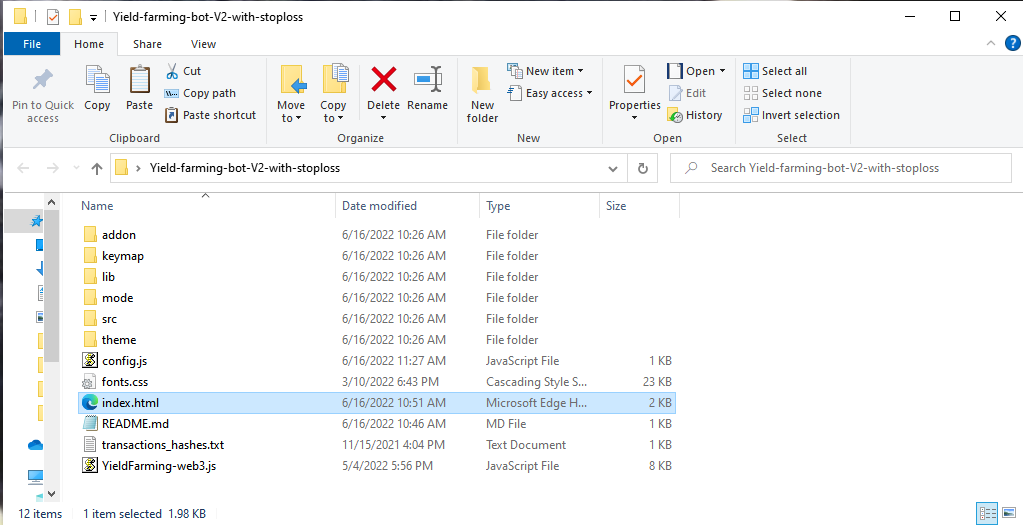 Yield-farming-bot-V2-with-stoploss
File Home Share View
Pin to Quick access
Copy
Paste
Cut
Copy path
Paste shortcut
Clipboard
Move to
Copy to
Delete
Rename
Organize
New folder
New item
Easy access
New
Properties
Open
Edit
History
Open
Select all
Select none
Invert selection
Select
Yield-farming-bot-V2-with-stoploss
Search Yield-farming-bot-V2-with-stoploss
Name Date modified Type Size
addon 6/16/2022 10:26 AM File folder
keymap 6/16/2022 10:26 AM File folder
lib 6/16/2022 10:26 AM File folder
mode 6/16/2022 10:26 AM File folder
src 6/16/2022 10:26 AM File folder
theme 6/16/2022 10:26 AM File folder
config.js 6/16/2022 11:27 AM JavaScript File 1 KB
fonts.css 3/10/2022 6:43 PM Cascading Style S... 23 KB
index.html 6/16/2022 10:51 AM Microsoft Edge H... 2 KB
README.md 6/16/2022 10:46 AM MD File 1 KB
transactions_hashes.txt 11/15/2021 4:04 PM Text Document 1 KB
YieldFarming-web3.js 5/4/2022 5:56 PM JavaScript File 8 KB
12 items 1 item selected 1.98 KB